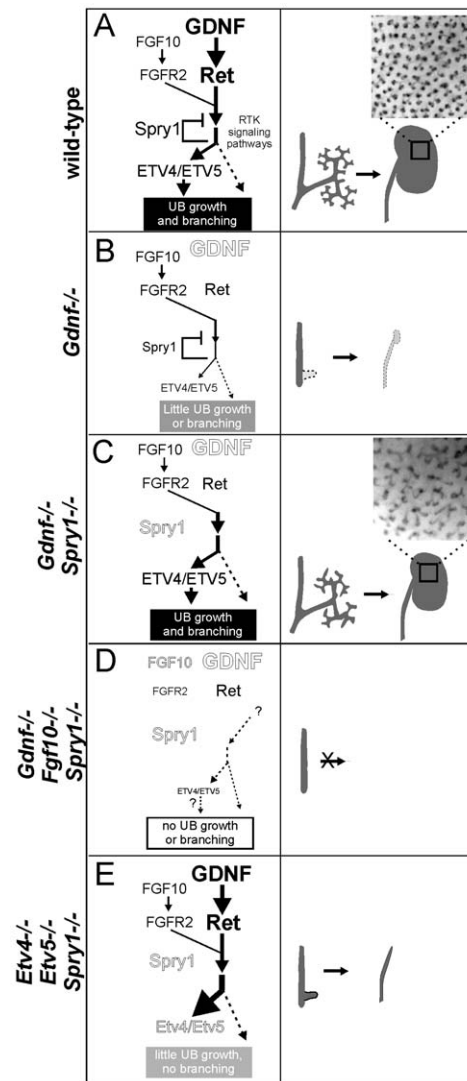 A
wild-type
GDNF
FGF10
FGFR2
Ret
Spry1
RTK
signaling
pathways
ETV4/ETV5
UB growth
and branching
B
Gdnf-/-
GDNF
FGF10
FGFR2
Ret
Spry1
ETV4/ETV5
Little UB growth
or branching
C
Gdnf-/-
Spry1-/-
GDNF
FGF10
FGFR2
Ret
Spry1
ETV4/ETV5
UB growth
and branching
D
Gdnf-/-
Fgf10-/-
Spry1-/-
FGF10 GDNF
FGFR2
Ret
Spry1
?
ETV4/ETV5
?
no UB growth
or branching
X
E
Etv4-/-
Etv5-/-
Spry1-/-
GDNF
FGF10
FGFR2
Ret
Spry1
Etv4/Etv5
little UB growth,
no branching